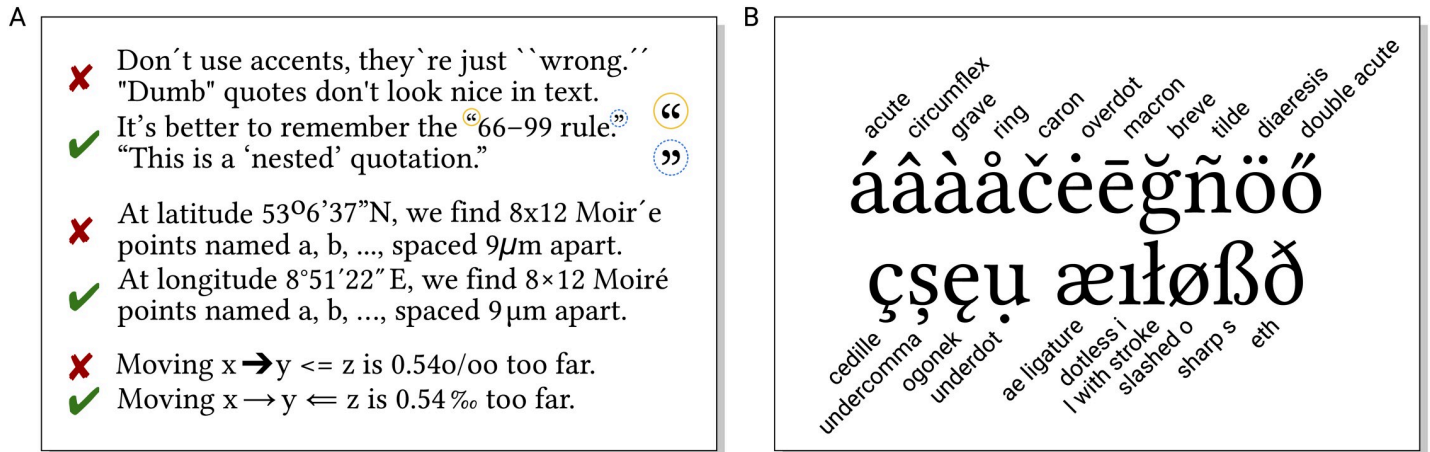 A
✘ Don´t use accents, they`re just ``wrong.´´
"Dumb" quotes don't look nice in text.
✔ It’s better to remember the “66–99 rule.”
“This is a ‘nested’ quotation.”
“
”
✘ At latitude 53º6’37”N, we find 8x12 Moir´e
points named a, b, ..., spaced 9𝜇m apart.
✔ At longitude 8°51′22″ E, we find 8×12 Moiré
points named a, b, …, spaced 9 µm apart.
✘ Moving x➔y <= z is 0.54o/oo too far.
✔ Moving x→y ⟸ z is 0.54 ‰ too far.
B
acute circumflex grave ring caron overdot macron breve tilde diaeresis double acute
áâàåčėēğñöő
çșęụ æıłøßð
cedille undercomma ogonek underdot ae ligature dotless i l with stroke slashed o sharp s eth